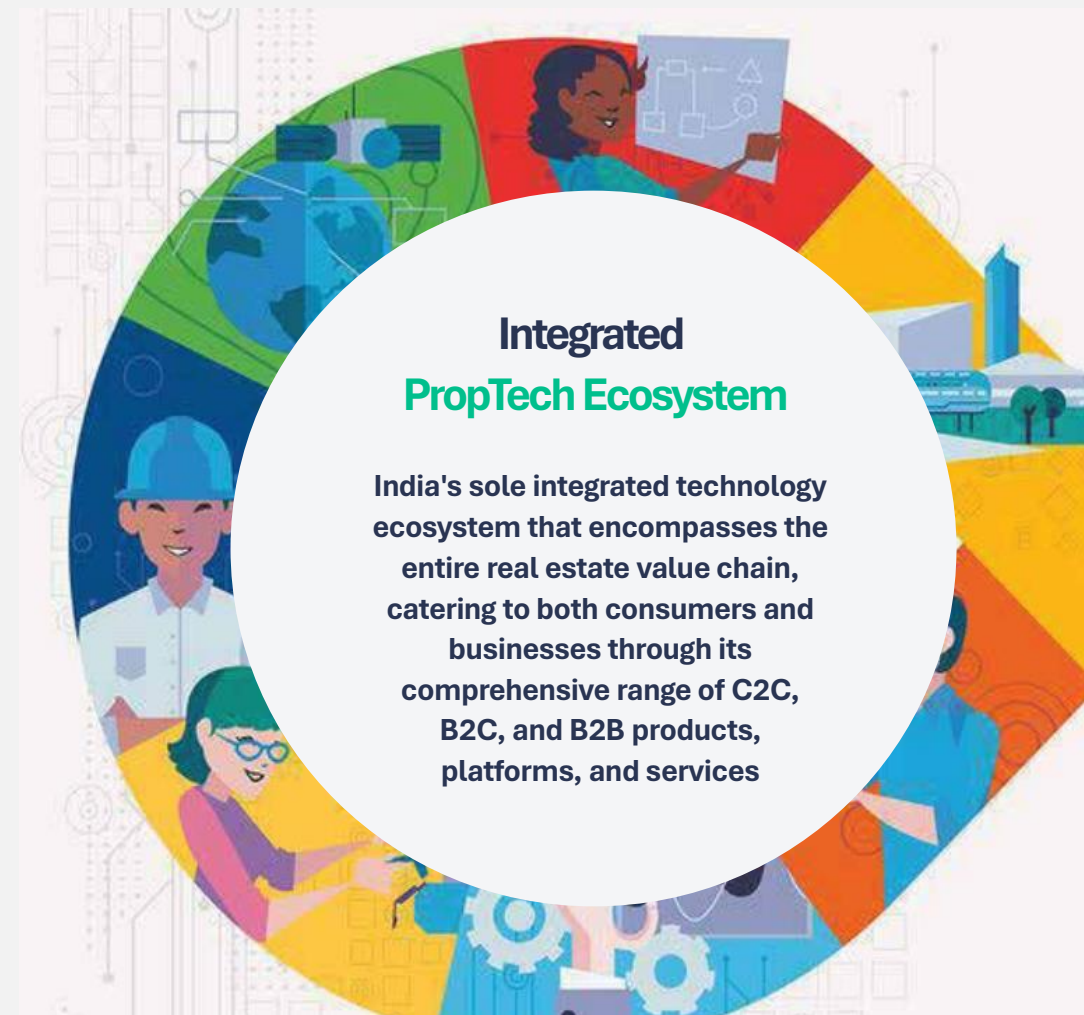 Integrated
PropTech Ecosystem
India's sole integrated technology
ecosystem that encompasses the
entire real estate value chain,
catering to both consumers and
businesses through its
comprehensive range of C2C,
B2C, and B2B products,
platforms, and services